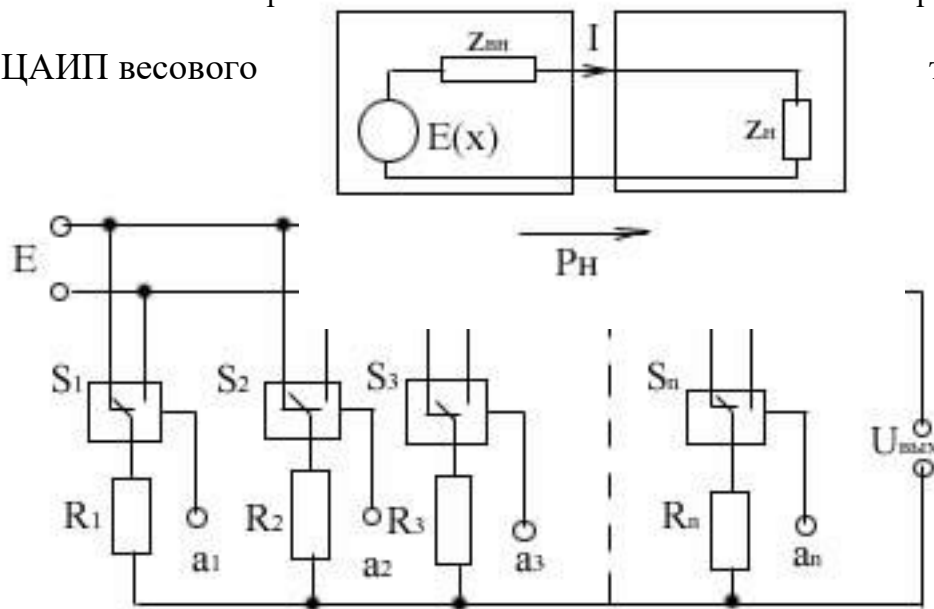 zвн I
ЦАИП весового
E(x) zн
E Pн
S1 S2 S3 Sn
Uвых
R1 R2 R3 Rn
a1 a2 a3 an